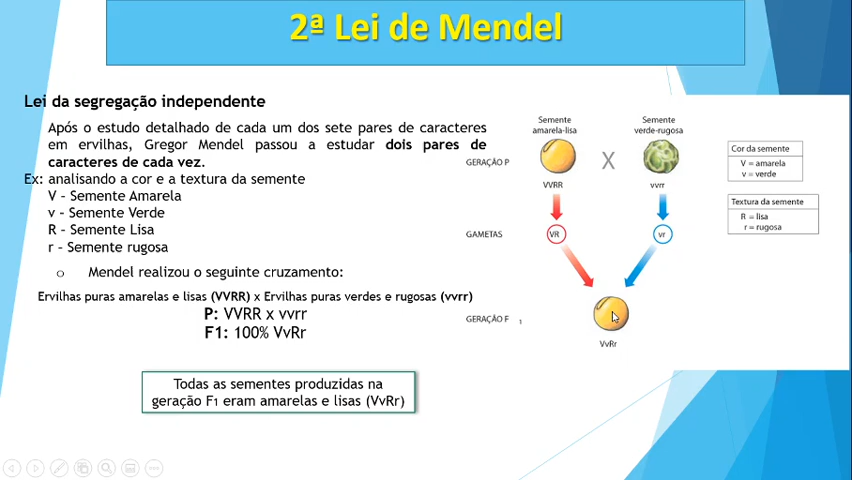 2ª Lei de Mendel
Lei da segregação independente
Após o estudo detalhado de cada um dos sete pares de caracteres
em ervilhas, Gregor Mendel passou a estudar dois pares de
caracteres de cada vez.
Ex: analisando a cor e a textura da semente
V - Semente Amarela
v - Semente Verde
R - Semente Lisa
r - Semente rugosa
o Mendel realizou o seguinte cruzamento:
Ervilhas puras amarelas e lisas (VVRR) x Ervilhas puras verdes e rugosas (vvrr)
P: VVRR x vvrr
F1: 100% VvRr
Todas as sementes produzidas na
geração F1 eram amarelas e lisas (VvRr)
Semente
amarela-lisa
Semente
verde-rugosa
GERAÇÃO P
X
VVRR
vvrr
GAMETAS
VR
vr
GERAÇÃO F 1
VvRr
Cor da semente
V = amarela
v = verde
Textura da semente
R = lisa
r = rugosa